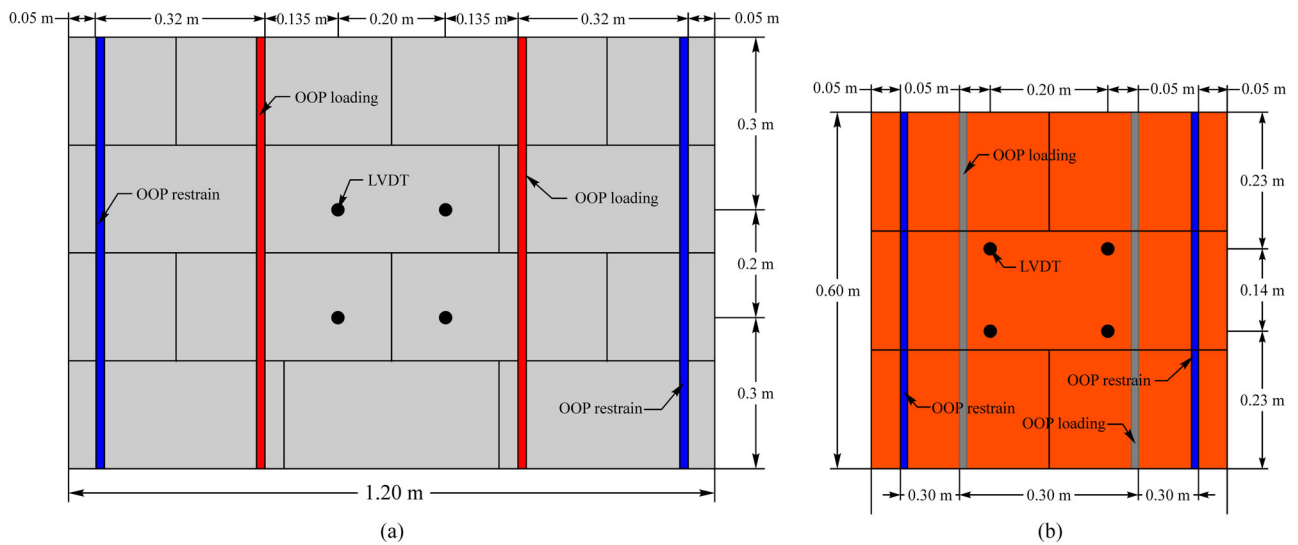 0.05 m 0.32 m 0.135 m 0.20 m 0.135 m 0.32 m 0.05 m
OOP loading
0.3 m
LVDT
OOP restrain
OOP loading
0.2 m
OOP restrain
0.3 m
1.20 m
(a)
0.05 m 0.05 m 0.20 m 0.05 m 0.05 m
OOP loading
0.23 m
LVDT
0.60 m
0.14 m
OOP restrain
OOP restrain
0.23 m
OOP loading
0.30 m 0.30 m 0.30 m
(b)